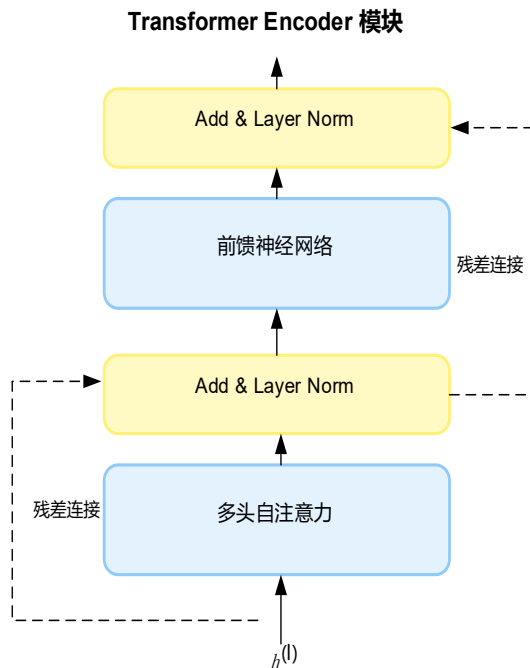 Transformer Encoder 模块
Add & Layer Norm
前馈神经网络
残差连接
Add & Layer Norm
残差连接
多头自注意力
h(l)